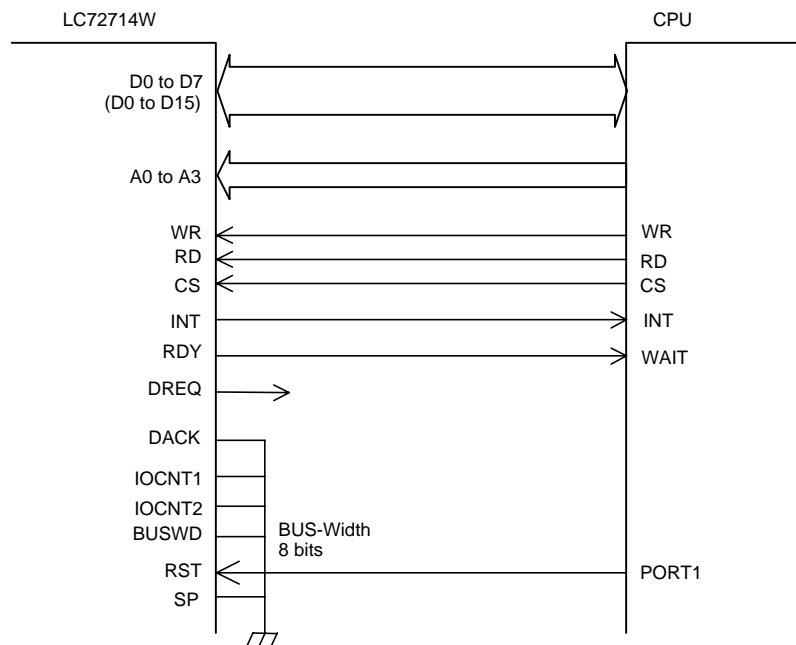 LC72714W
CPU
D0 to D7
(D0 to D15)
A0 to A3
WR
WR
RD
RD
CS
CS
INT
INT
RDY
WAIT
DREQ
DACK
IOCNT1
IOCNT2
BUSWD
BUS-Width
8 bits
RST
PORT1
SP